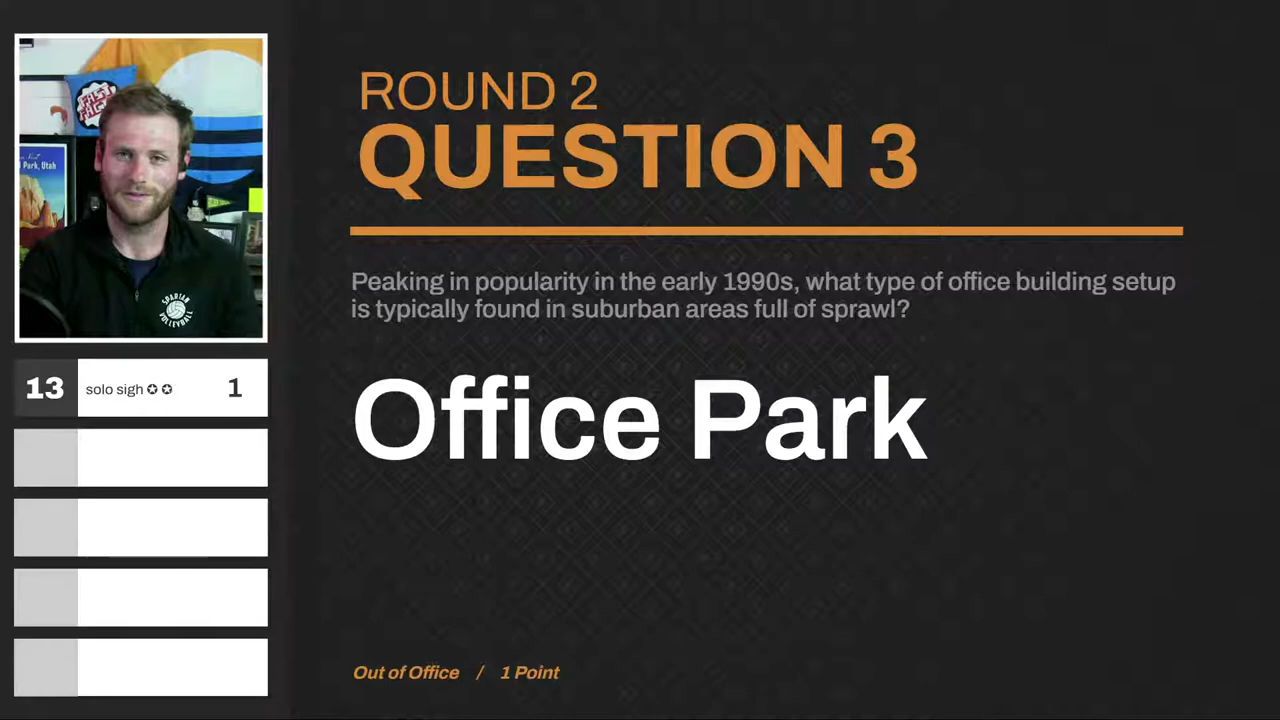 ROUND 2
QUESTION 3
Peaking in popularity in the early 1990s, what type of office building setup
is typically found in suburban areas full of sprawl?
Office Park
Park, Utah
SPARTAN
VOLLEYBALL
13 solo sigh ✪ ✪ 1
Out of Office / 1 Point